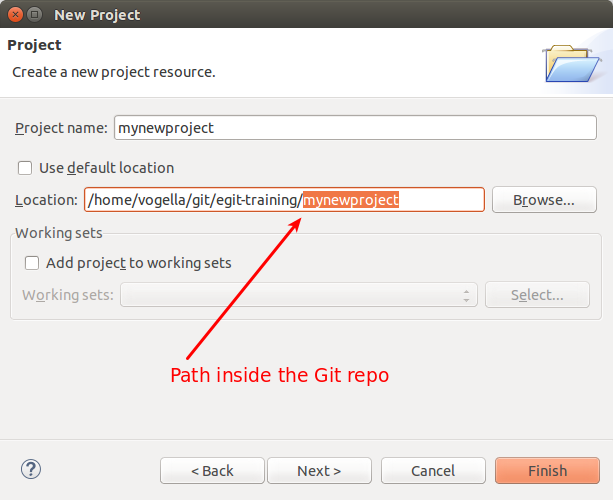 New Project
Project
Create a new project resource.
Project name: mynewproject
Use default location
Location: /home/vogella/git/egit-training/mynewproject Browse...
Working sets
Add project to working sets
Working sets: Select...
Path inside the Git repo
? < Back Next > Cancel Finish